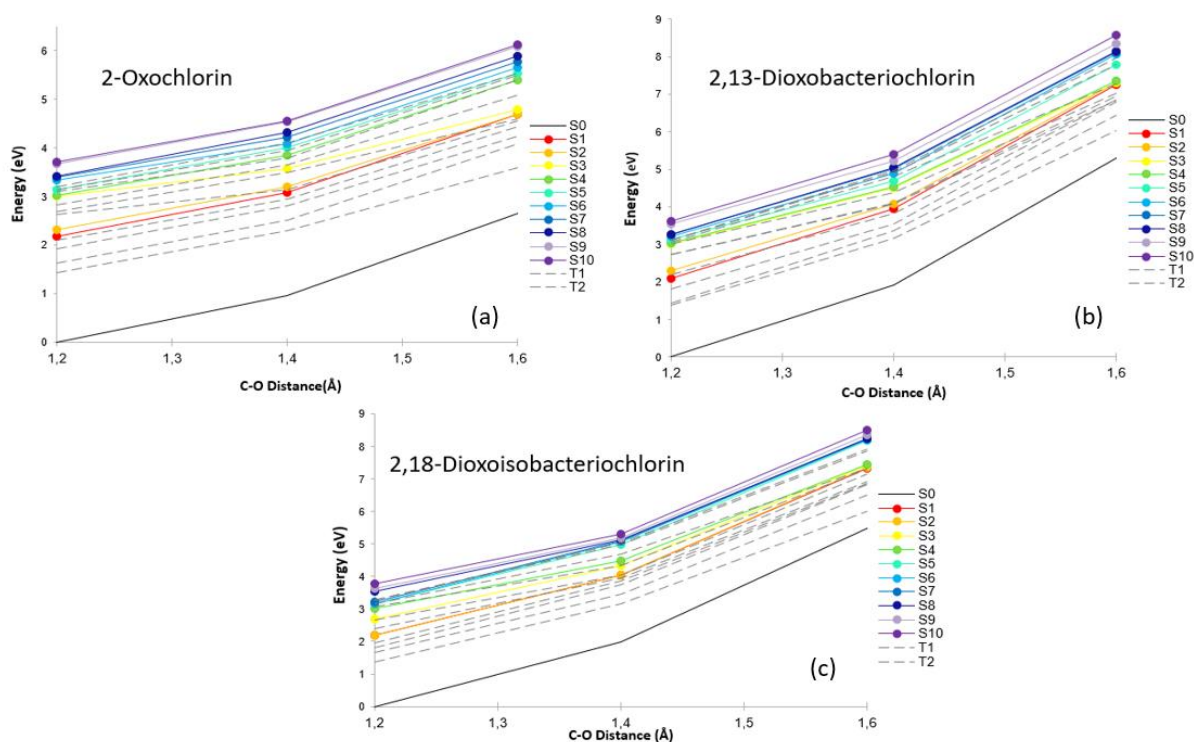 2-Oxochlorin
Energy (eV)
6
5
4
3
2
1
0
1,2
1,3
1,4
1,5
1,6
C-O Distance(Å)
S0
S1
S2
S3
S4
S5
S6
S7
S8
S9
S10
T1
T2
(a)
2,13-Dioxobacteriochlorin
Energy (eV)
9
8
7
6
5
4
3
2
1
0
1,2
1,3
1,4
1,5
1,6
C-O Distance (Å)
S0
S1
S2
S3
S4
S5
S6
S7
S8
S9
S10
T1
T2
(b)
2,18-Dioxoisobacteriochlorin
Energy (eV)
9
8
7
6
5
4
3
2
1
0
1,2
1,3
1,4
1,5
1,6
C-O Distance (Å)
S0
S1
S2
S3
S4
S5
S6
S7
S8
S9
S10
T1
T2
(c)